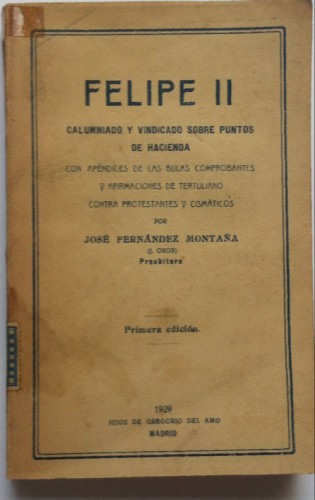 FELIPE II
CALUMNIADO Y VINDICADO SOBRE PUNTOS
DE HACIENDA
CON APÉNDICES DE LAS BULAS COMPROBANTES
Y AFIRMACIONES DE TERTULIANO
CONTRA PROTESTANTES Y CISMÁTICOS
POR
JOSÉ FERNÁNDEZ MONTAÑA
Presbítero
Primera edición.
1929
HIJOS DE GREGORIO DEL AMO
MADRID